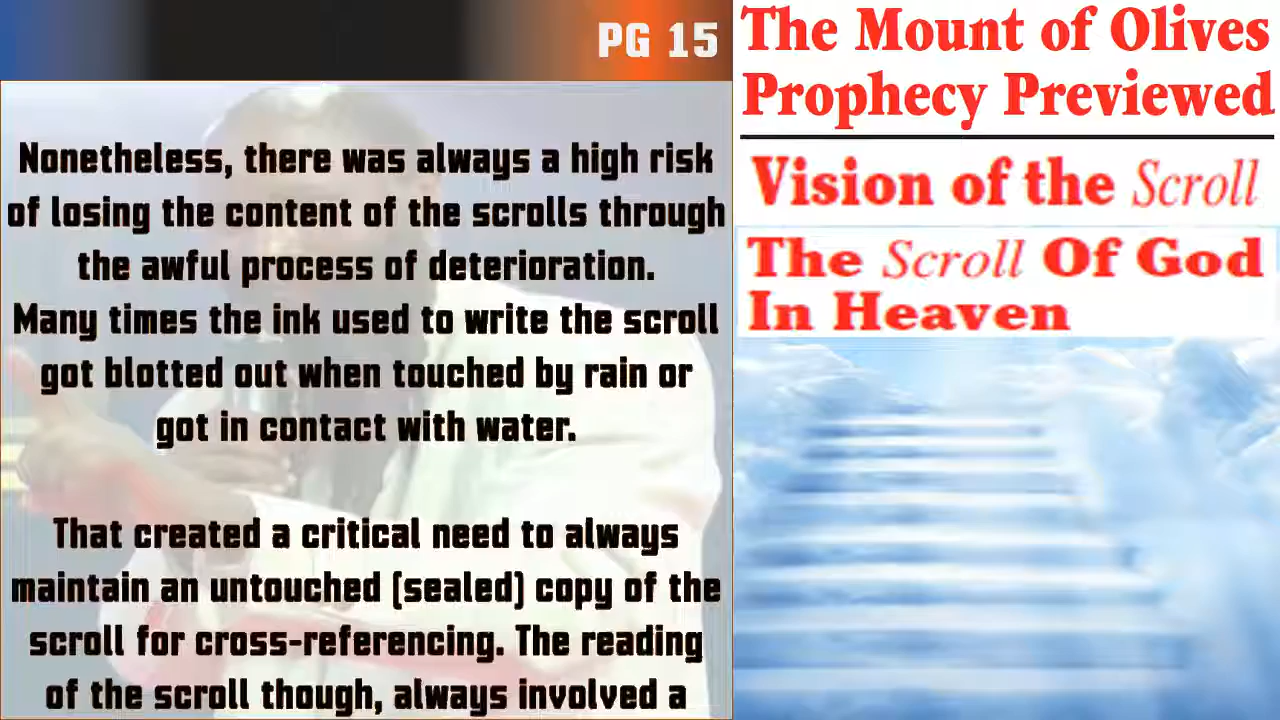 PG 15
Nonetheless, there was always a high risk
of losing the content of the scrolls through
the awful process of deterioration.
Many times the ink used to write the scroll
got blotted out when touched by rain or
got in contact with water.
That created a critical need to always
maintain an untouched (sealed) copy of the
scroll for cross-referencing. The reading
of the scroll though, always involved a
The Mount of Olives
Prophecy Previewed
Vision of the Scroll
The Scroll Of God
In Heaven